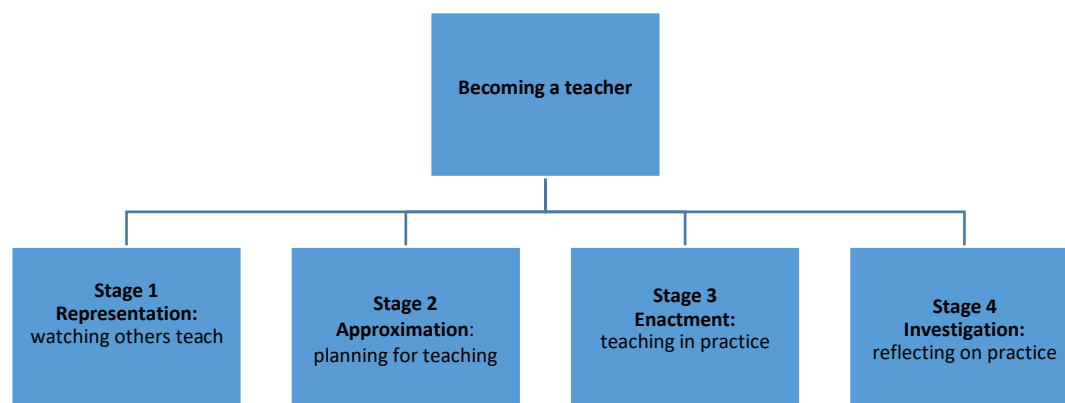 Becoming a teacher
Stage 1
Representation:
watching others teach
Stage 2
Approximation:
planning for teaching
Stage 3
Enactment:
teaching in practice
Stage 4
Investigation:
reflecting on practice